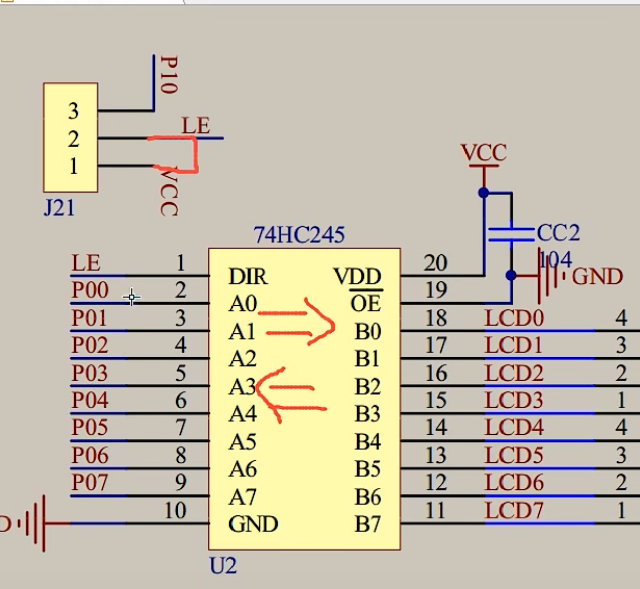 P10
3
2 LE
1
VCC
J21
VCC
CC2
104
GND
74HC245
LE 1 DIR VDD 20
P00 2 A0 OE 19
P01 3 A1 B0 18 LCD0 4
P02 4 A2 B1 17 LCD1 3
P03 5 A3 B2 16 LCD2 2
P04 6 A4 B3 15 LCD3 1
P05 7 A5 B4 14 LCD4 4
P06 8 A6 B5 13 LCD5 3
P07 9 A7 B6 12 LCD6 2
D 10 GND B7 11 LCD7 1
U2